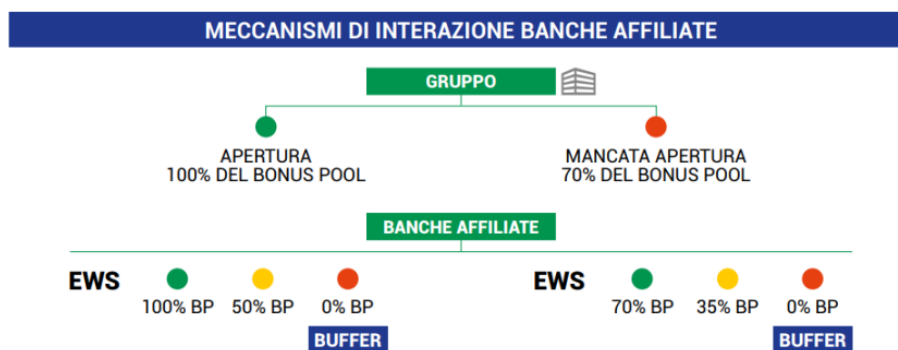 MECCANISMI DI INTERAZIONE BANCHE AFFILIATE
GRUPPO
APERTURA
100% DEL BONUS POOL
MANCATA APERTURA
70% DEL BONUS POOL
BANCHE AFFILIATE
EWS
100% BP
50% BP
0% BP
BUFFER
EWS
70% BP
35% BP
0% BP
BUFFER